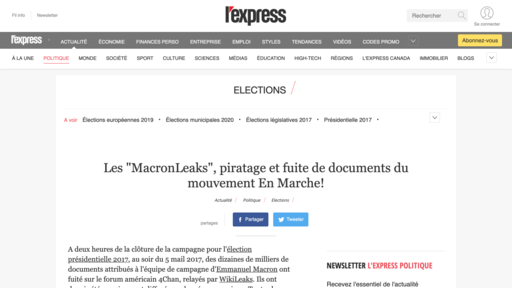 Fil info Newsletter
l'express
Rechercher
Se connecter
l'express ACTUALITÉ ÉCONOMIE FINANCES PERSO ENTREPRISE EMPLOI STYLES TENDANCES VIDÉOS CODES PROMO Abonnez-vous
À LA UNE POLITIQUE MONDE SOCIÉTÉ SPORT CULTURE SCIENCES MÉDIAS ÉDUCATION HIGH-TECH RÉGIONS L'EXPRESS CANADA IMMOBILIER BLOGS
ELECTIONS /
A voir Élections européennes 2019 • Élections municipales 2020 • Élections législatives 2017 • Présidentielle 2017 •
Les "MacronLeaks", piratage et fuite de documents du
mouvement En Marche!
Actualité / Politique / Elections /
partages Partager Tweeter
A deux heures de la clôture de la campagne pour l'élection
présidentielle 2017, au soir du 5 mail 2017, des dizaines de milliers
de documents attribués à l'équipe de campagne d'Emmanuel Macron ont
fuité sur le forum américain 4Chan, relayés par WikiLeaks. Ils ont
NEWSLETTER L'EXPRESS POLITIQUE
Recevez l'essentiel de l'actualité